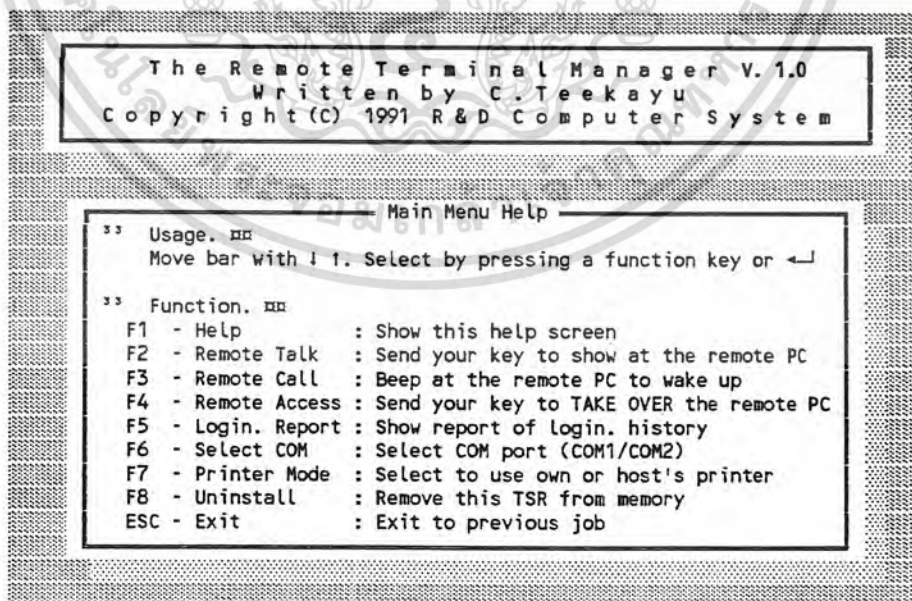 The Remote Terminal Manager V. 1.0
Written by C.Teekayu
Copyright(C) 1991 R&D Computer System
Main Menu Help
³³ Usage. ¤¤
Move bar with ↓ ↑. Select by pressing a function key or ◄┘
³³ Function. ¤¤
F1 - Help : Show this help screen
F2 - Remote Talk : Send your key to show at the remote PC
F3 - Remote Call : Beep at the remote PC to wake up
F4 - Remote Access : Send your key to TAKE OVER the remote PC
F5 - Login. Report : Show report of login. history
F6 - Select COM : Select COM port (COM1/COM2)
F7 - Printer Mode : Select to use own or host's printer
F8 - Uninstall : Remove this TSR from memory
ESC - Exit : Exit to previous job